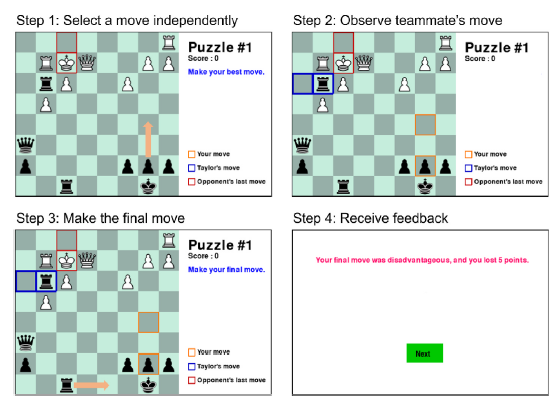 Step 1: Select a move independently
Puzzle #1
Score : 0
Make your best move.
Your move
Taylor's move
Opponent's last move
Step 2: Observe teammate's move
Puzzle #1
Score : 0
Your move
Taylor's move
Opponent's last move
Step 3: Make the final move
Puzzle #1
Score : 0
Make your final move.
Your move
Taylor's move
Opponent's last move
Step 4: Receive feedback
Your final move was disadvantageous, and you lost 5 points.
Next